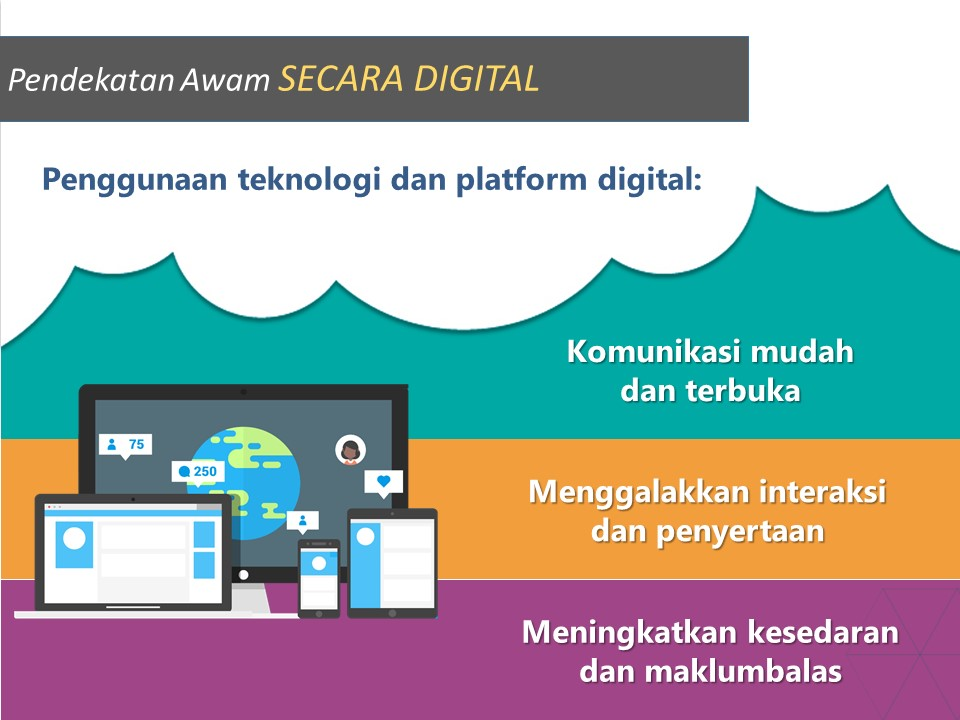 Pendekatan Awam SECARA DIGITAL
Penggunaan teknologi dan platform digital:
Komunikasi mudah
dan terbuka
75
250
Menggalakkan interaksi
dan penyertaan
Meningkatkan kesedaran
dan maklumbalas